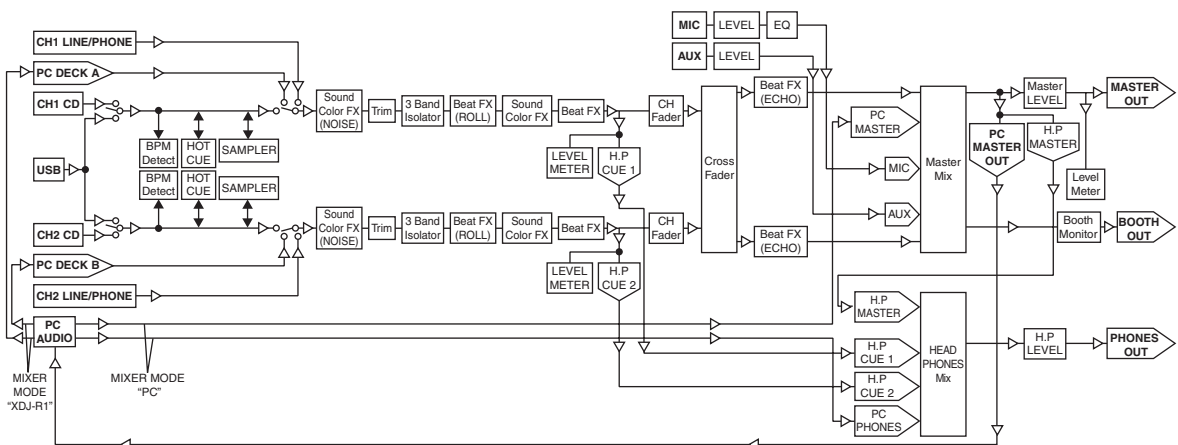 CH1 LINE/PHONE
PC DECK A
CH1 CD
USB
CH2 CD
PC DECK B
CH2 LINE/PHONE
PC
AUDIO
MIXER
MODE
“XDJ-R1”
MIXER MODE
“PC”
BPM
Detect
HOT
CUE
SAMPLER
BPM
Detect
HOT
CUE
SAMPLER
Sound
Color FX
(NOISE)
Trim
3 Band
Isolator
Beat FX
(ROLL)
Sound
Color FX
Beat FX
LEVEL
METER
H.P
CUE 1
CH
Fader
Sound
Color FX
(NOISE)
Trim
3 Band
Isolator
Beat FX
(ROLL)
Sound
Color FX
Beat FX
LEVEL
METER
H.P
CUE 2
CH
Fader
Cross
Fader
MIC
LEVEL
EQ
AUX
LEVEL
Beat FX
(ECHO)
PC
MASTER
MIC
AUX
Beat FX
(ECHO)
Master
Mix
PC
MASTER
OUT
H.P
MASTER
Master
LEVEL
Level
Meter
MASTER
OUT
Booth
Monitor
BOOTH
OUT
H.P
MASTER
H.P
CUE 1
H.P
CUE 2
PC
PHONES
HEAD
PHONES
Mix
H.P
LEVEL
PHONES
OUT